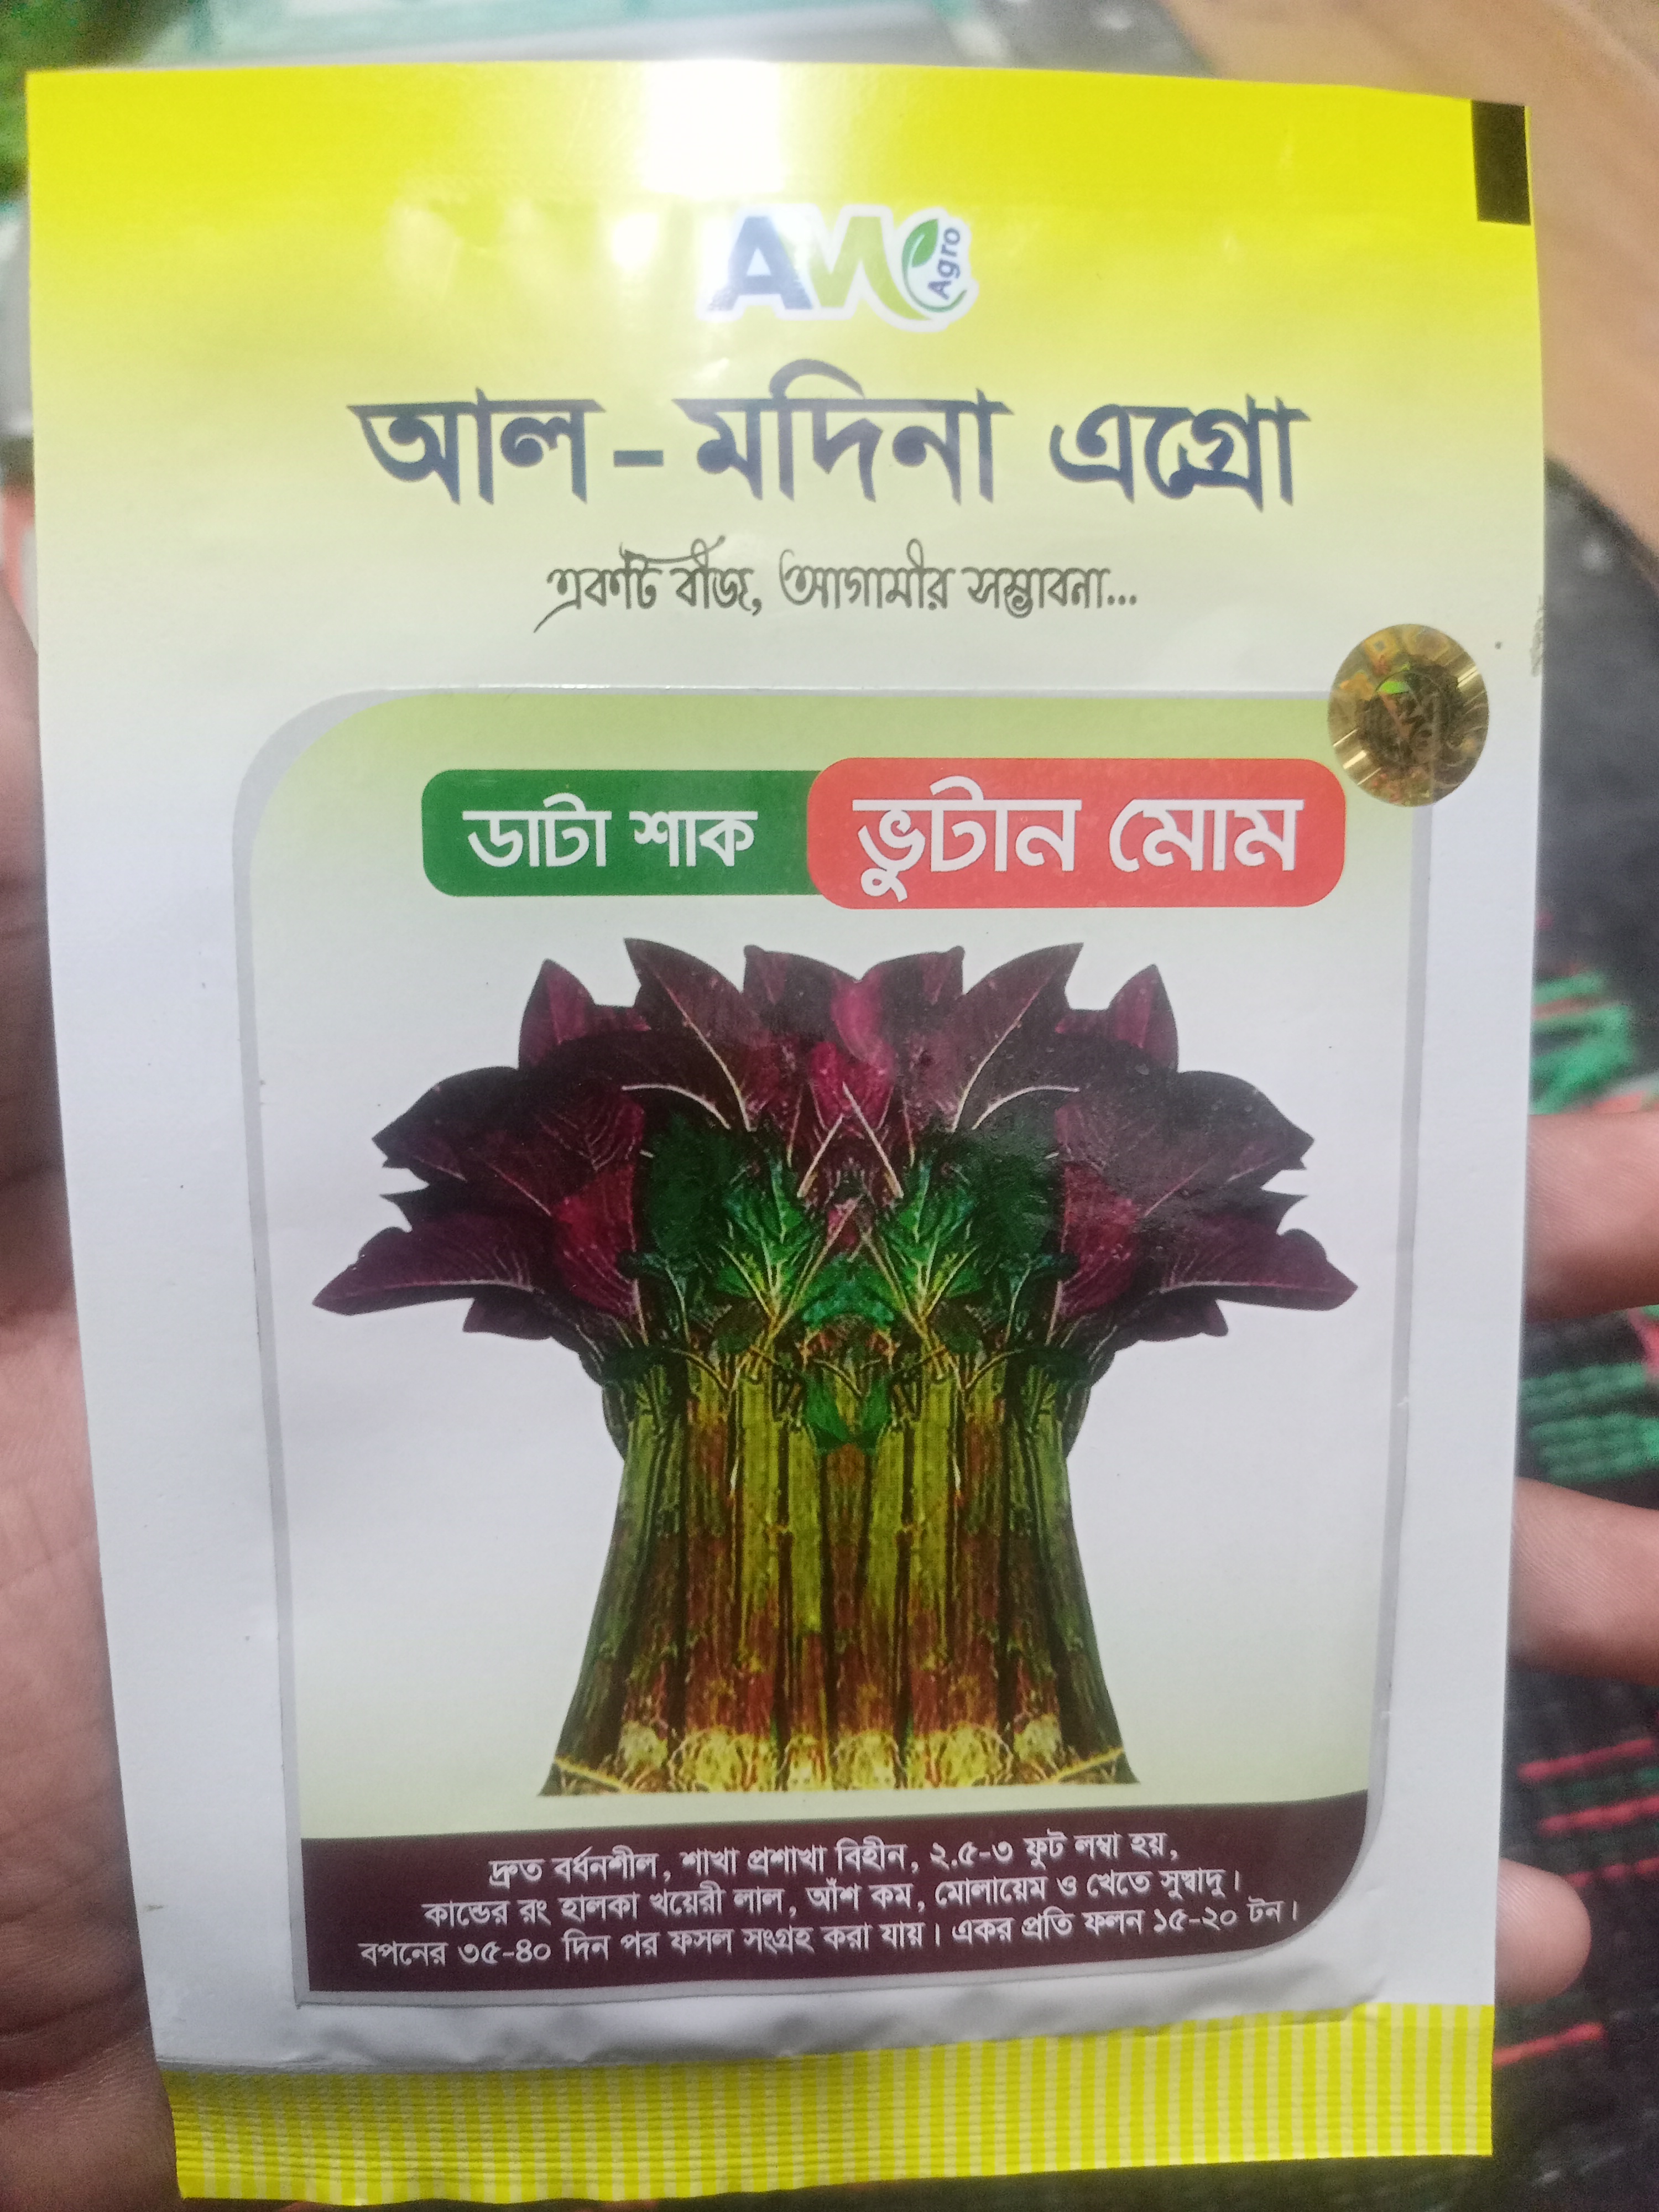 AM Agro
আল - মদিনা এগ্রো
একটি বীজ, আগামীর সম্ভাবনা...
ডাটা শাক ভুটান মোম
দ্রুত বর্ধনশীল, শাখা প্রশাখা বিহীন, ২.৫-৩ ফুট লম্বা হয়,
কান্ডের রং হালকা খয়েরী লাল, আঁশ কম, মোলায়েম ও খেতে সুস্বাদু।
বপনের ৩৫-৪০ দিন পর ফসল সংগ্রহ করা যায়। একর প্রতি ফলন ১৫-২০ টন।